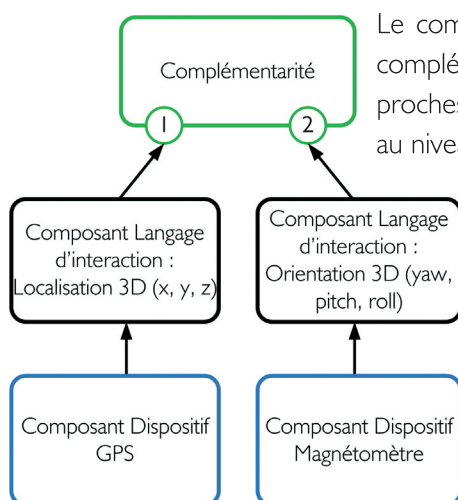 Le com
complé
proches
au nivea
Complémentarité
1
2
Composant Langage
d'interaction :
Localisation 3D (x, y, z)
Composant Langage
d'interaction :
Orientation 3D (yaw,
pitch, roll)
Composant Dispositif
GPS
Composant Dispositif
Magnétomètre